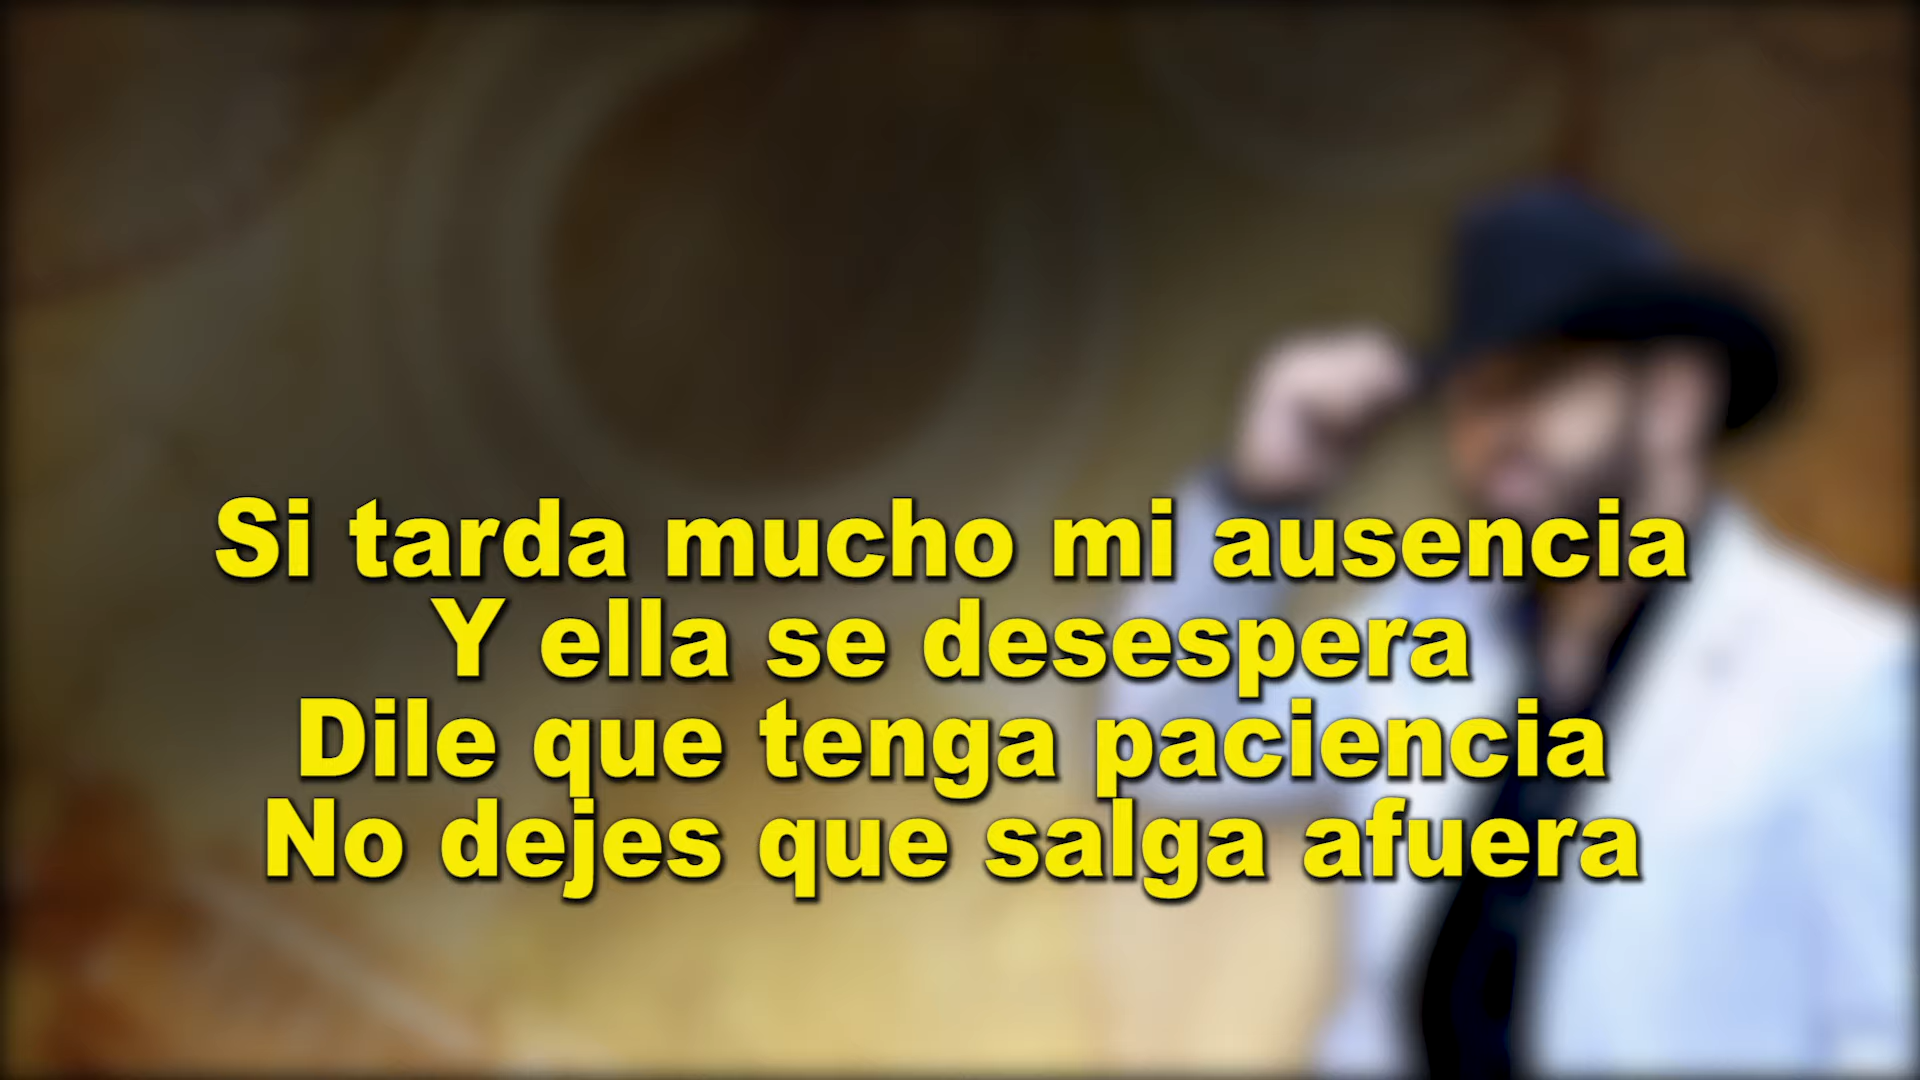 Si tarda mucho mi ausencia
Y ella se desespera
Dile que tenga paciencia
No dejes que salga afuera